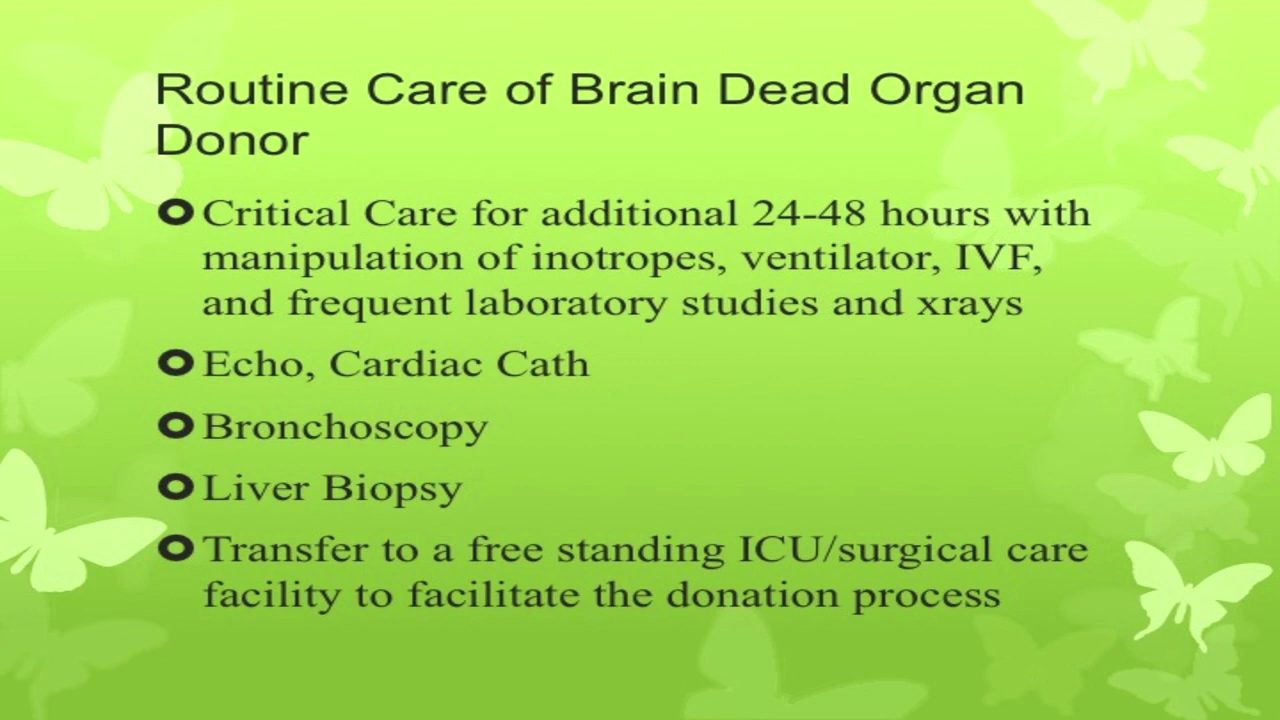 Routine Care of Brain Dead Organ
Donor
Critical Care for additional 24-48 hours with
manipulation of inotropes, ventilator, IVF,
and frequent laboratory studies and xrays
Echo, Cardiac Cath
Bronchoscopy
Liver Biopsy
Transfer to a free standing ICU/surgical care
facility to facilitate the donation process